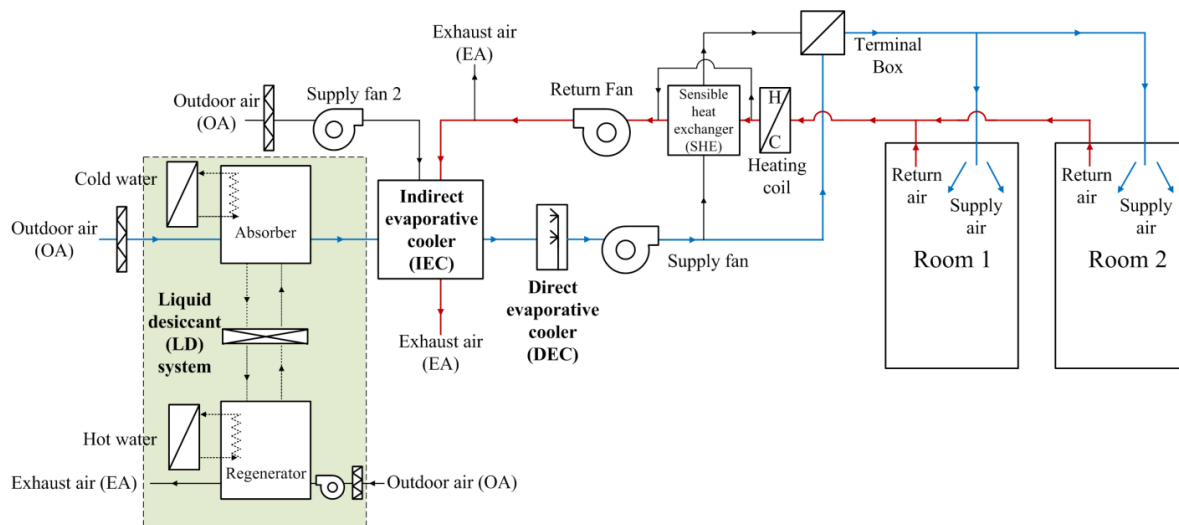 Exhaust air
(EA)
Terminal
Box
Outdoor air
(OA)
Supply fan 2
Return Fan
Sensible
heat
exchanger
(SHE)
H
C
Heating
coil
Cold water
Outdoor air
(OA)
Absorber
Indirect
evaporative
cooler
(IEC)
Supply fan
Return
air
Supply
air
Room 1
Return
air
Supply
air
Room 2
Liquid
desiccant
(LD)
system
Exhaust air
(EA)
Direct
evaporative
cooler
(DEC)
Hot water
Regenerator
Exhaust air (EA)
Outdoor air (OA)